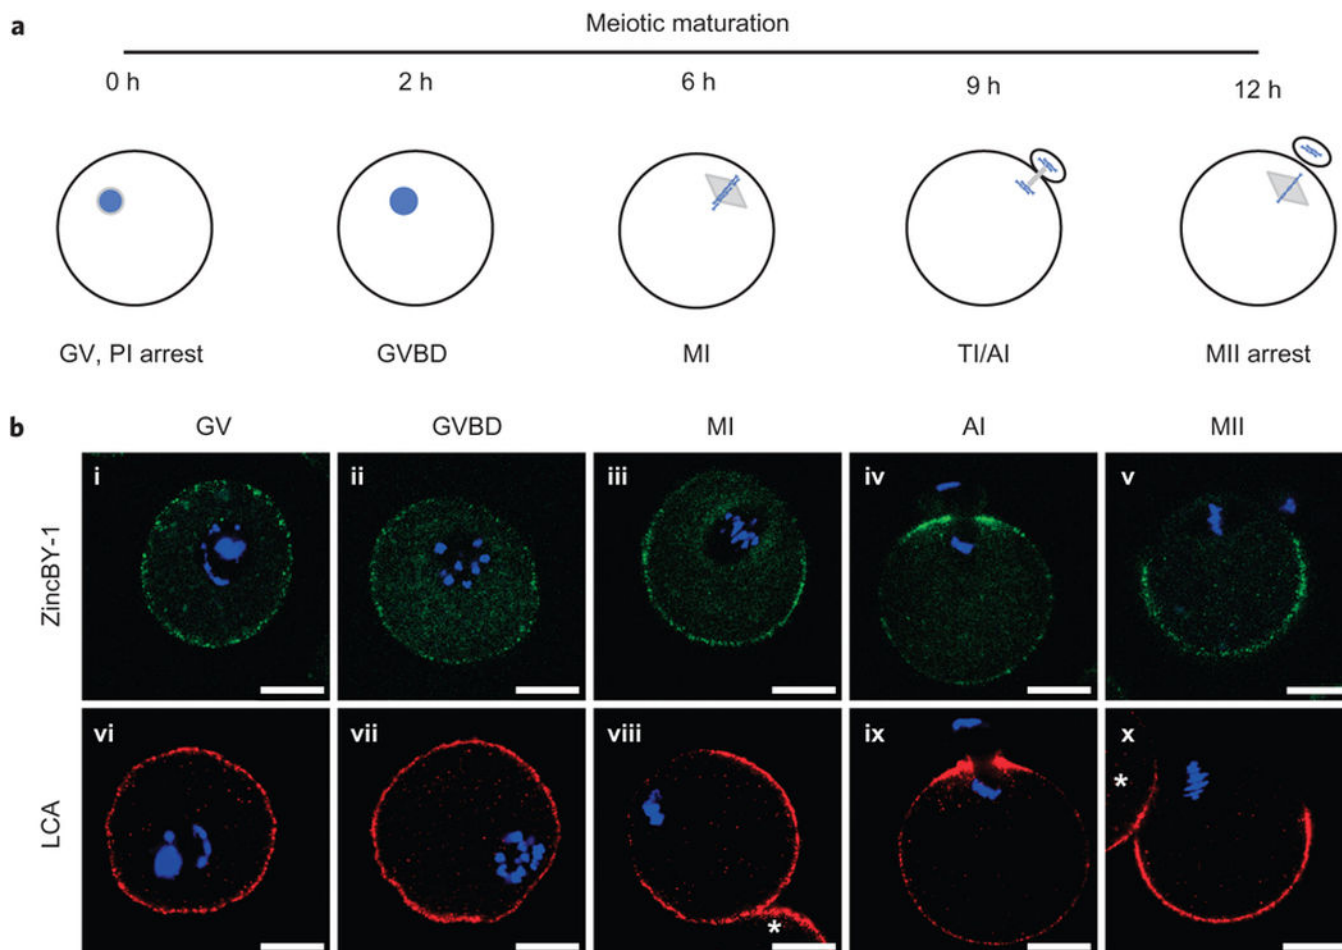 a
Meiotic maturation
0 h 2 h 6 h 9 h 12 h
GV, PI arrest GVBD MI TI/AI MII arrest
b
GV GVBD MI AI MII
ZincBY-1
i ii iii iv v
LCA
vi vii viii ix x
* *